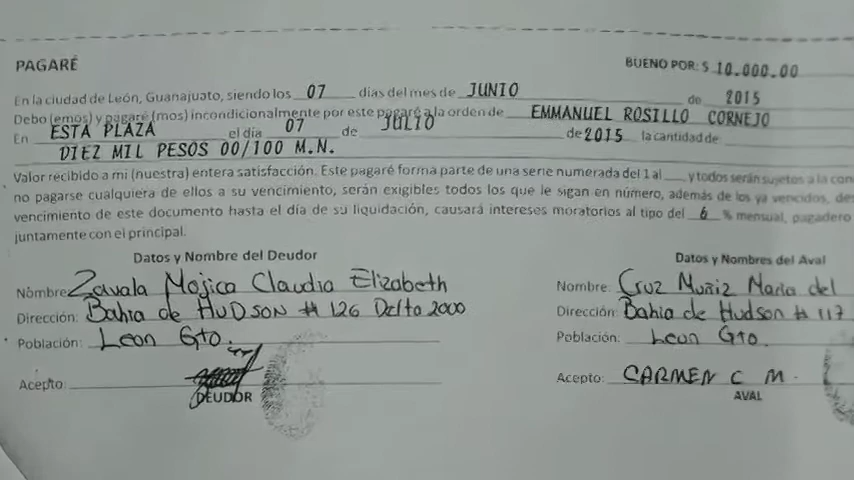 PAGARÉ
BUENO POR: $ 10.000.00
En la ciudad de León, Guanajuato, siendo los 07 días del mes de JUNIO de 2015
Debo (emos) y pagaré (mos) incondicionalmente por este pagaré a la orden de EMMANUEL ROSILLO CORNEJO
En ESTA PLAZA el día 07 de JULIO de 2015 la cantidad de
DIEZ MIL PESOS 00/100 M.N.
Valor recibido a mi (nuestra) entera satisfacción. Este pagaré forma parte de una serie numerada del 1 al ____ y todos serán sujetos a la con
no pagarse cualquiera de ellos a su vencimiento, serán exigibles todos los que le sigan en número, además de los ya vencidos, des
vencimiento de este documento hasta el día de su liquidación, causará intereses moratorios al tipo del 6 % mensual, pagadero
juntamente con el principal.
Datos y Nombre del Deudor
Nombre: Zavala Mojica Claudia Elizabeth
Dirección: Bahia de HUDSON # 126 Delta 2000
Población: Leon Gto.
Acepto:
DEUDOR
Datos y Nombres del Aval
Nombre: Cruz Muñiz Maria del
Dirección: Bahia de Hudson # 117
Población: Leon Gto.
Acepto: CARMEN C M.
AVAL